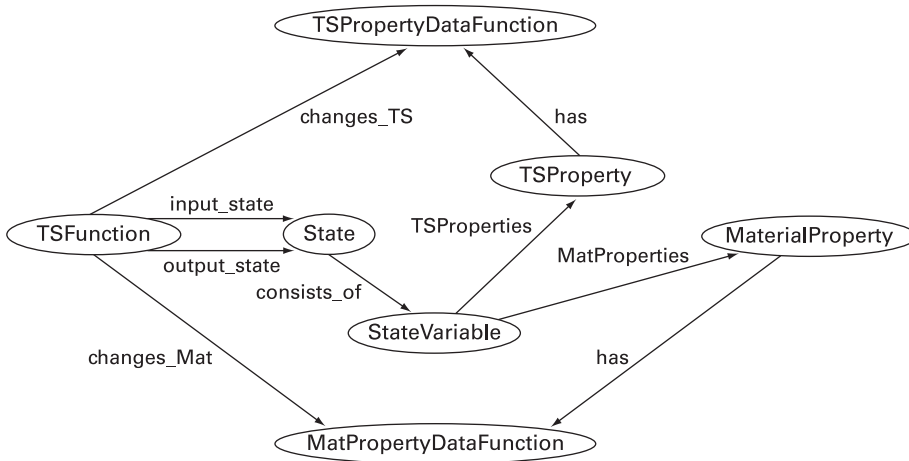 TSPropertyDataFunction
changes_TS
has
TSProperty
input_state
TSProperties
TSFunction
State
MaterialProperty
output_state
MatProperties
consists_of
StateVariable
changes_Mat
has
MatPropertyDataFunction